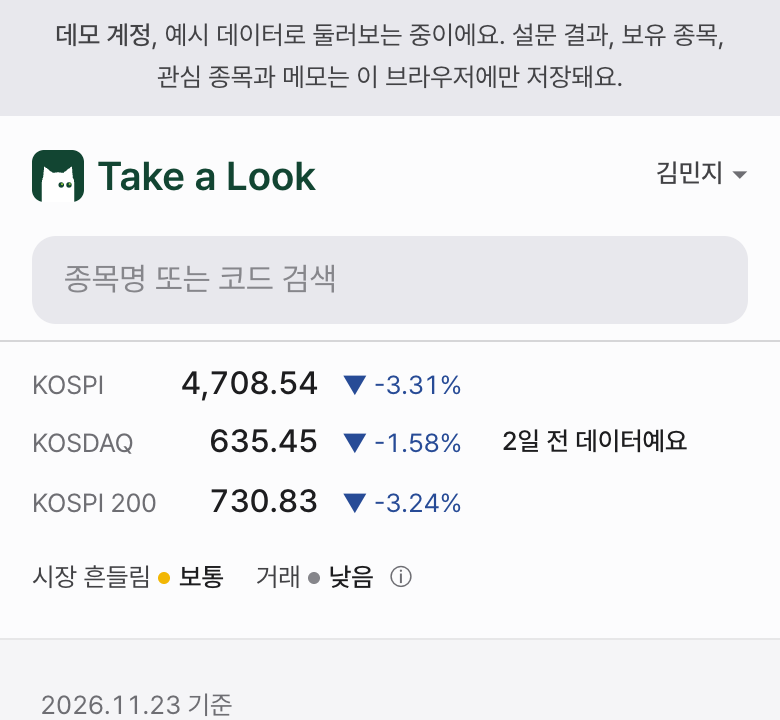 데모 계정, 예시 데이터로 둘러보는 중이에요. 설문 결과, 보유 종목,
관심 종목과 메모는 이 브라우저에만 저장돼요.
Take a Look
김민지
종목명 또는 코드 검색
KOSPI 4,708.54 ▼ -3.31%
KOSDAQ 635.45 ▼ -1.58% 2일 전 데이터예요
KOSPI 200 730.83 ▼ -3.24%
시장 흔들림 보통 거래 낮음 ⓘ
2026.11.23 기준